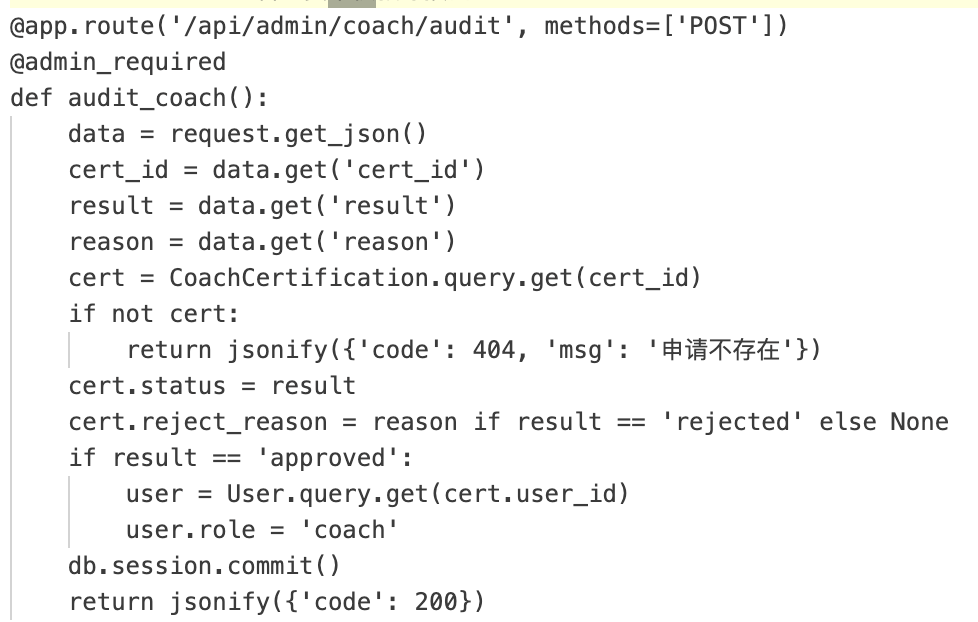 @app.route('/api/admin/coach/audit', methods=['POST'])
@admin_required
def audit_coach():
    data = request.get_json()
    cert_id = data.get('cert_id')
    result = data.get('result')
    reason = data.get('reason')
    cert = CoachCertification.query.get(cert_id)
    if not cert:
        return jsonify({'code': 404, 'msg': '申请不存在'})
    cert.status = result
    cert.reject_reason = reason if result == 'rejected' else None
    if result == 'approved':
        user = User.query.get(cert.user_id)
        user.role = 'coach'
    db.session.commit()
    return jsonify({'code': 200})